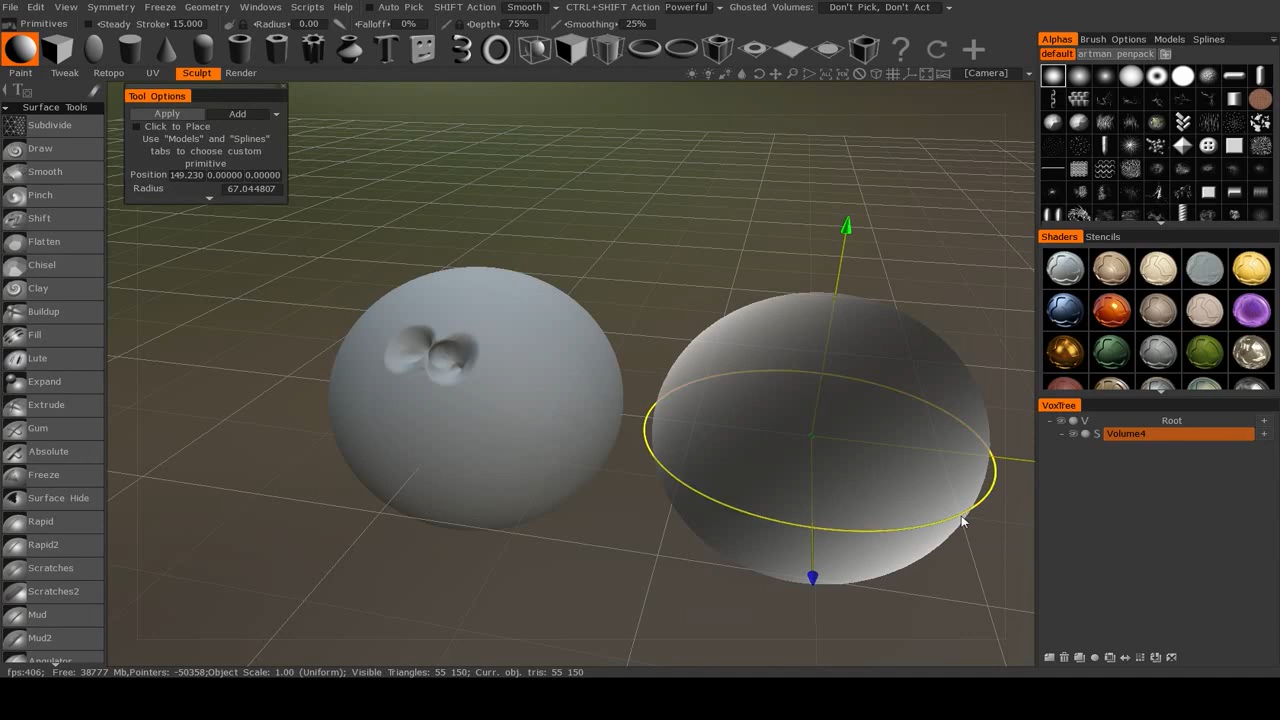 File Edit View Symmetry Freeze Geometry Windows Scripts Help Auto Pick SHIFT Action Smooth CTRL+SHIFT Action Powerful Ghosted Volumes: Don't Pick, Don't Act
Primitives Steady Stroke 15.000 Radius 0.00 Falloff 0% Depth 75% Smoothing 25%
Paint Tweak Retopo UV Sculpt Render [Camera]
Surface Tools
Subdivide
Draw
Smooth
Pinch
Shift
Flatten
Chisel
Clay
Buildup
Fill
Lute
Expand
Extrude
Gum
Absolute
Freeze
Surface Hide
Rapid
Rapid2
Scratches
Scratches2
Mud
Mud2
Angulator
Tool Options
Apply Add
Click to Place
Use "Models" and "Splines"
tabs to choose custom
primitive
Position 149.230 0.00000 0.00000
Radius 67.044807
Alphas Brush Options Models Splines
default artman penpack
Shaders Stencils
VoxTree
V Root
S Volume4
fps:406; Free: 38777 Mb,Pointers: -50358;Object Scale: 1.00 (Uniform); Visible Triangles: 55 150; Curr. obj. tris: 55 150